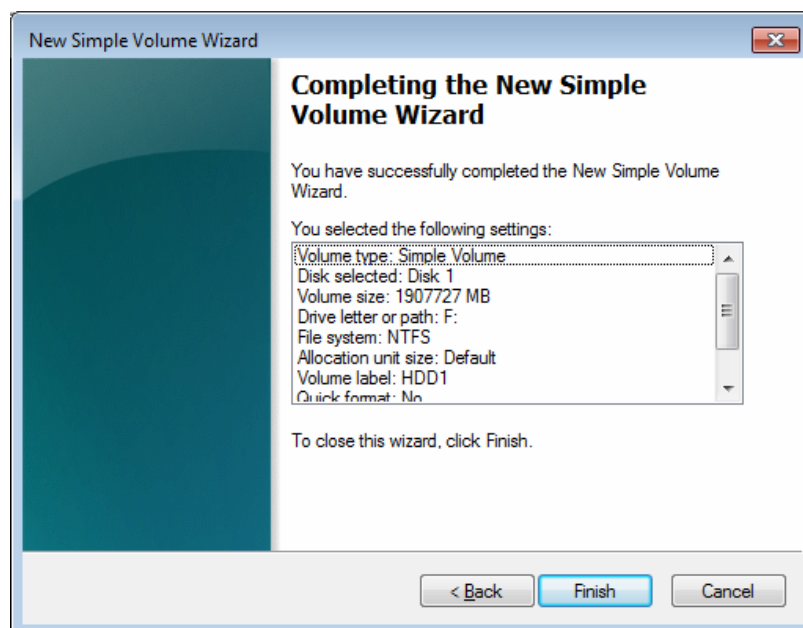 New Simple Volume Wizard
Completing the New Simple
Volume Wizard
You have successfully completed the New Simple Volume
Wizard.
You selected the following settings:
Volume type: Simple Volume
Disk selected: Disk 1
Volume size: 1907727 MB
Drive letter or path: F:
File system: NTFS
Allocation unit size: Default
Volume label: HDD1
Quick format: No
To close this wizard, click Finish.
< Back
Finish
Cancel